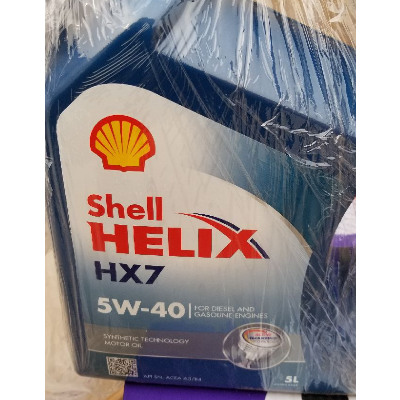 Shell
HELIX
HX7
5W-40
FOR DIESEL AND
GASOLINE ENGINES
SYNTHETIC TECHNOLOGY
MOTOR OIL
5L